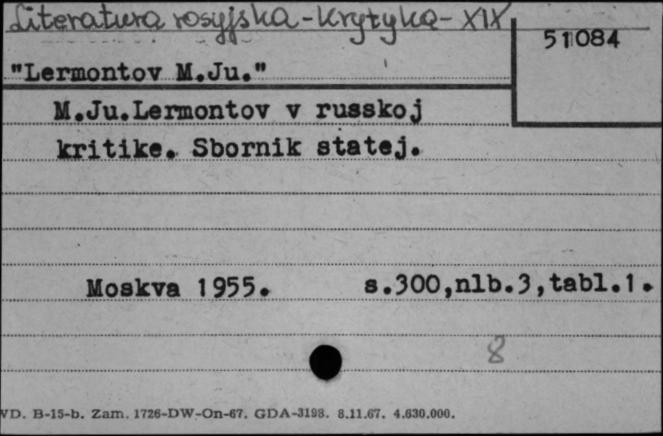 Literatura rosyjska - krytyka - XIX
51084
"Lermontov M.Ju."
M.Ju.Lermontov v russkoj
kritike. Sbornik statej.
Moskva 1955. s.300,nlb.3,tabl.1.
8
VD. B-15-b. Zam. 1726-DW-On-67. GDA-3198. 8.11.67. 4.630.000.